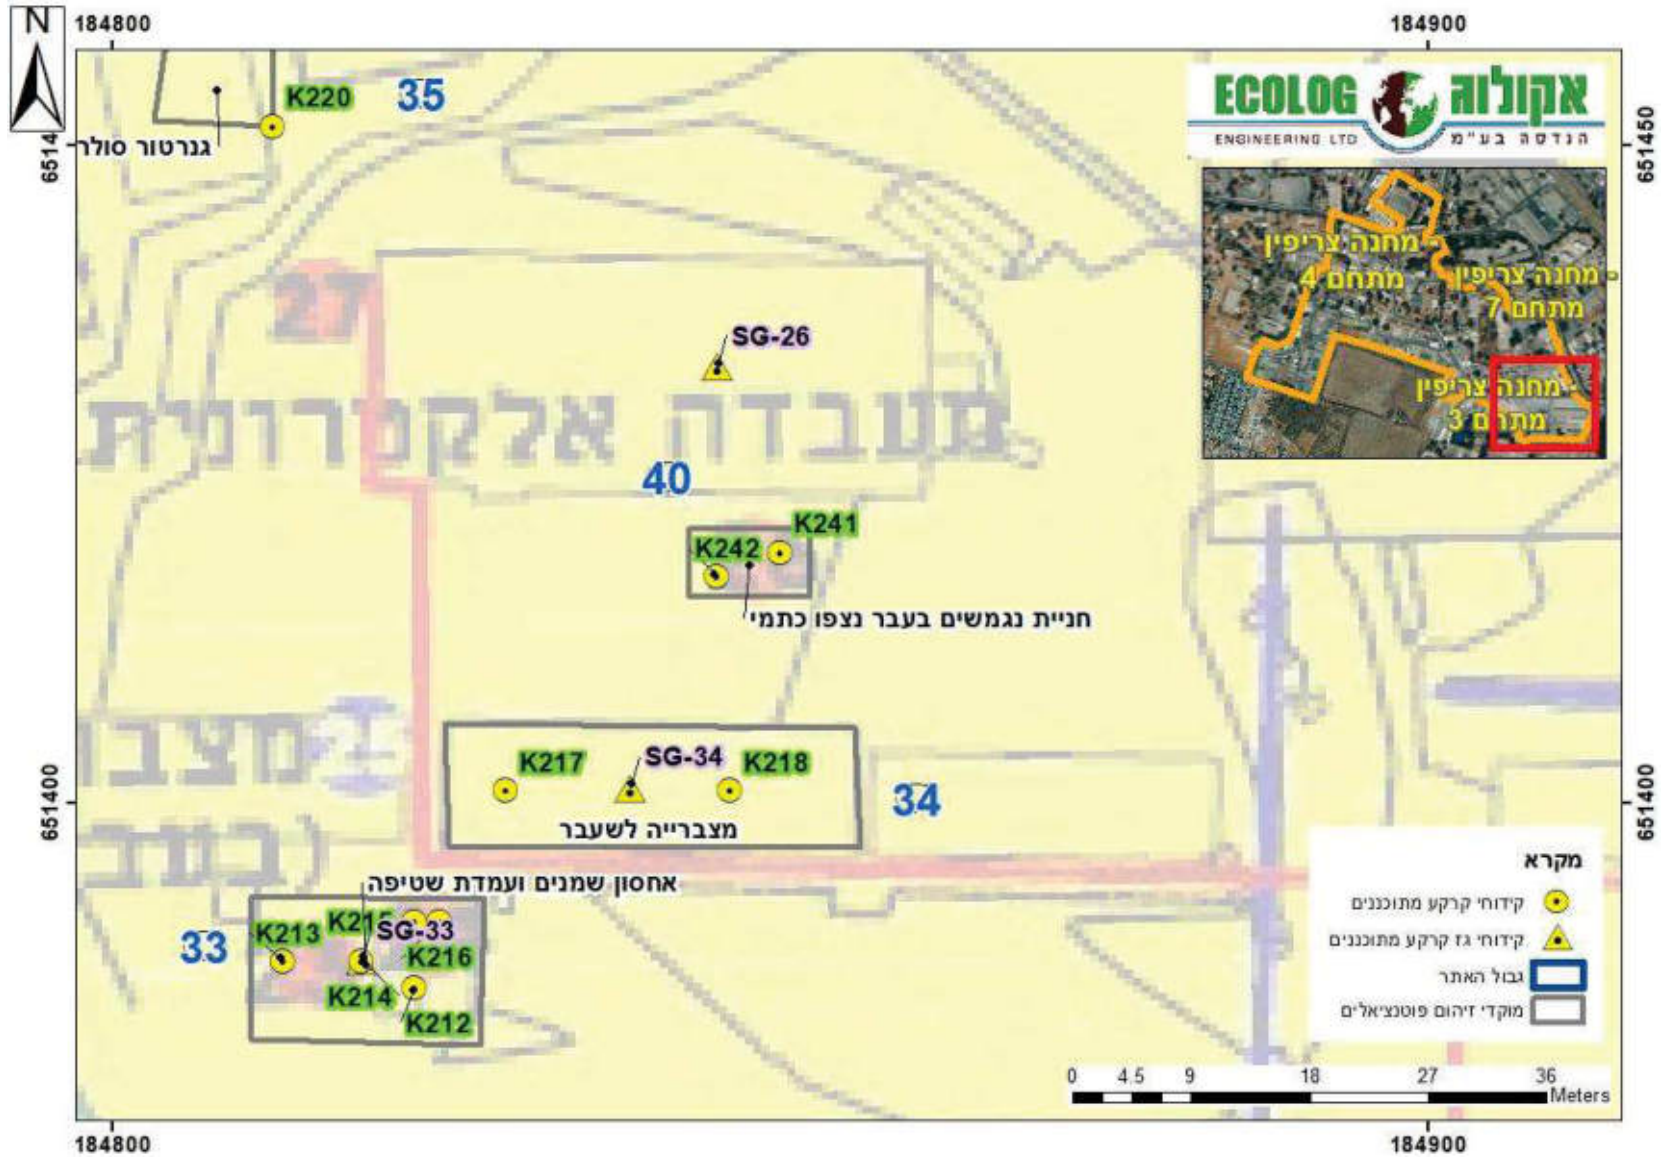 N
184800
184900
651450
651400
651400
184800
184900
ECOLOG אקולוג
ENGINEERING LTD הנדסה בע"מ
מחנה צריפין -
מתחם 4
מחנה צריפין -
מתחם 7
מחנה צריפין -
מתחם 3
K220
35
גנרטור סולר
27
SG-26
מעבדה אלקטרונית
40
K241
K242
חניית נגמשים בעבר נצפו כתמי
K217
SG-34
K218
מצברייה לשעבר
34
אחסון שמנים ועמדת שטיפה
33
K213
K215
SG-33
K216
K214
K212
מקרא
קידוחי קרקע מתוכננים
קידוחי גז קרקע מתוכננים
גבול האתר
מוקדי זיהום פוטנציאלים
0 4.5 9 18 27 36
Meters